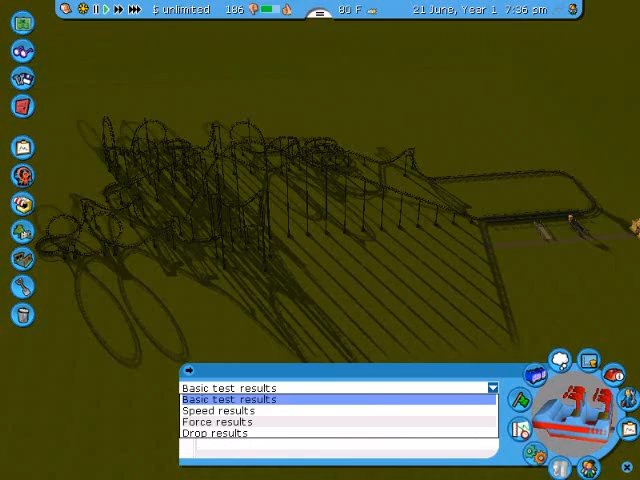 $ unlimited 186 80 F 21 June, Year 1 7:36 pm
Basic test results
Basic test results
Speed results
Force results
Drop results